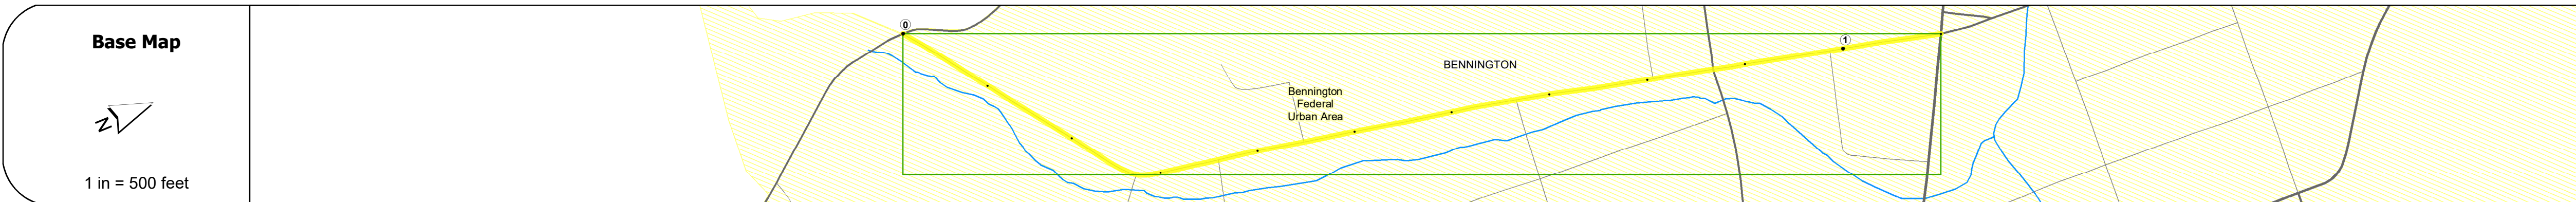 Base Map
N
1 in = 500 feet
0
1
BENNINGTON
Bennington
Federal
Urban Area